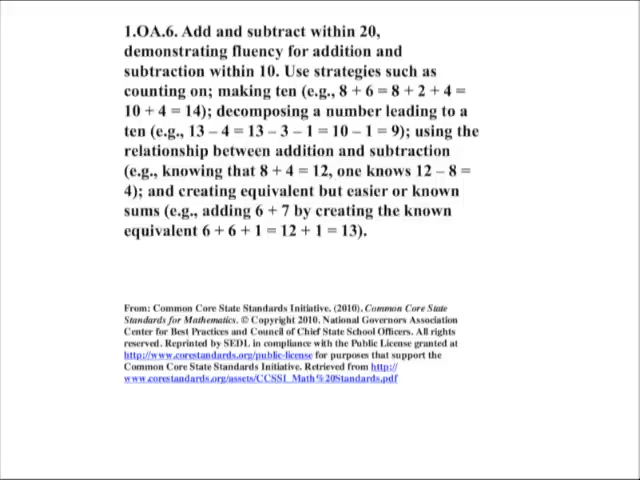 1.OA.6. Add and subtract within 20,
demonstrating fluency for addition and
subtraction within 10. Use strategies such as
counting on; making ten (e.g., 8 + 6 = 8 + 2 + 4 =
10 + 4 = 14); decomposing a number leading to a
ten (e.g., 13 – 4 = 13 – 3 – 1 = 10 – 1 = 9); using the
relationship between addition and subtraction
(e.g., knowing that 8 + 4 = 12, one knows 12 – 8 =
4); and creating equivalent but easier or known
sums (e.g., adding 6 + 7 by creating the known
equivalent 6 + 6 + 1 = 12 + 1 = 13).
From: Common Core State Standards Initiative. (2010). Common Core State
Standards for Mathematics. © Copyright 2010. National Governors Association
Center for Best Practices and Council of Chief State School Officers. All rights
reserved. Reprinted by SEDL in compliance with the Public License granted at
http://www.corestandards.org/public-license for purposes that support the
Common Core State Standards Initiative. Retrieved from http://
www.corestandards.org/assets/CCSSI_Math%20Standards.pdf